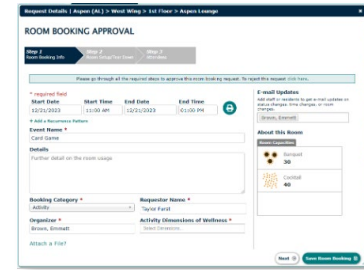 Request Details | Aspen (AL) > West Wing > 1st Floor > Aspen Lounge
ROOM BOOKING APPROVAL
Step 1
Room Booking Info
Step 2
Room Setup/Floor Exam
Step 3
Attendees
Please go through all the required steps to approve this room booking request. To reject this request click here.
* required field
Start Date Start Time End Date End Time
12/21/2023 11:00 AM 12/21/2023 01:00 PM
+ Add a Recurrence Pattern
Event Name *
Card Game
Details
Further detail on the room usage
Booking Category * Requestor Name *
Activity Taylor Parst
Organizer * Activity Dimensions of Wellness *
Brown, Emmett Select Dimensions
Attach a File?
E-mail Updates
Add staff or residents to get e-mail updates on
status changes, time changes, or room
changes.
Brown, Emmett
About this Room
Room Capacities
Banquet
30
Cocktail
40
Next
Save Room Booking